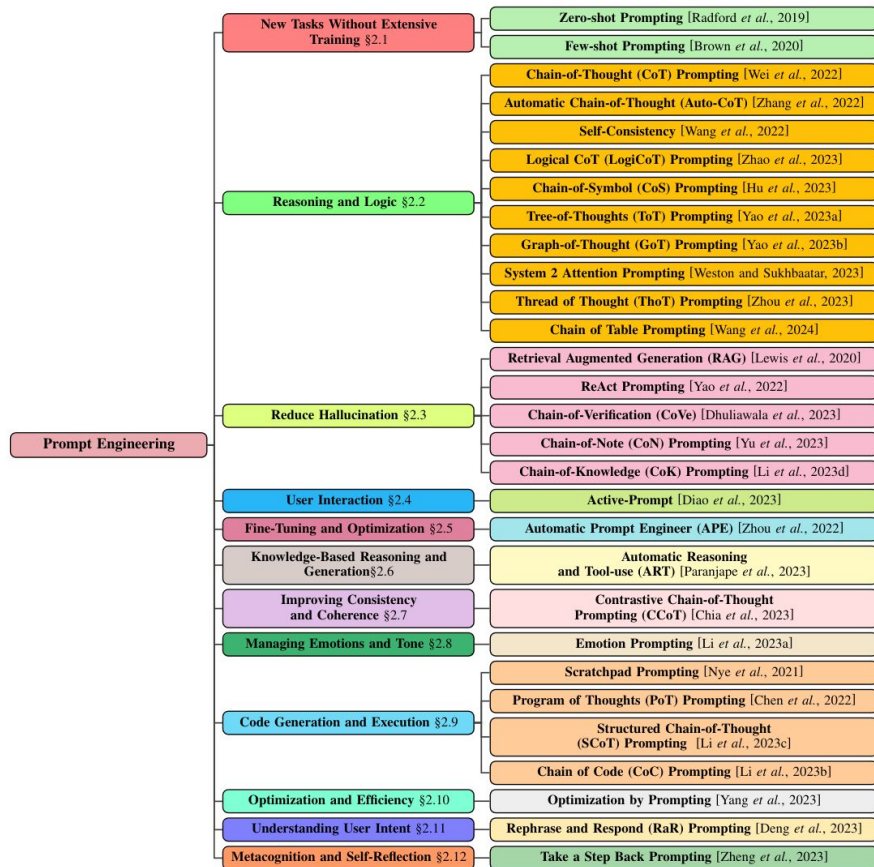 New Tasks Without Extensive
Training §2.1
Zero-shot Prompting [Radford et al., 2019]
Few-shot Prompting [Brown et al., 2020]
Chain-of-Thought (CoT) Prompting [Wei et al., 2022]
Automatic Chain-of-Thought (Auto-CoT) [Zhang et al., 2022]
Self-Consistency [Wang et al., 2022]
Logical CoT (LogiCoT) Prompting [Zhao et al., 2023]
Reasoning and Logic §2.2
Chain-of-Symbol (CoS) Prompting [Hu et al., 2023]
Tree-of-Thoughts (ToT) Prompting [Yao et al., 2023a]
Graph-of-Thought (GoT) Prompting [Yao et al., 2023b]
System 2 Attention Prompting [Weston and Sukhbaatar, 2023]
Thread of Thought (ThoT) Prompting [Zhou et al., 2023]
Chain of Table Prompting [Wang et al., 2024]
Retrieval Augmented Generation (RAG) [Lewis et al., 2020]
ReAct Prompting [Yao et al., 2022]
Reduce Hallucination §2.3
Chain-of-Verification (CoVe) [Dhuliawala et al., 2023]
Prompt Engineering
Chain-of-Note (CoN) Prompting [Yu et al., 2023]
Chain-of-Knowledge (CoK) Prompting [Li et al., 2023d]
User Interaction §2.4
Active-Prompt [Diao et al., 2023]
Fine-Tuning and Optimization §2.5
Automatic Prompt Engineer (APE) [Zhou et al., 2022]
Knowledge-Based Reasoning and
Generation§2.6
Automatic Reasoning
and Tool-use (ART) [Paranjape et al., 2023]
Improving Consistency
and Coherence §2.7
Contrastive Chain-of-Thought
Prompting (CCoT) [Chia et al., 2023]
Managing Emotions and Tone §2.8
Emotion Prompting [Li et al., 2023a]
Scratchpad Prompting [Nye et al., 2021]
Program of Thoughts (PoT) Prompting [Chen et al., 2022]
Code Generation and Execution §2.9
Structured Chain-of-Thought
(SCoT) Prompting [Li et al., 2023c]
Chain of Code (CoC) Prompting [Li et al., 2023b]
Optimization and Efficiency §2.10
Optimization by Prompting [Yang et al., 2023]
Understanding User Intent §2.11
Rephrase and Respond (RaR) Prompting [Deng et al., 2023]
Metacognition and Self-Reflection §2.12
Take a Step Back Prompting [Zheng et al., 2023]